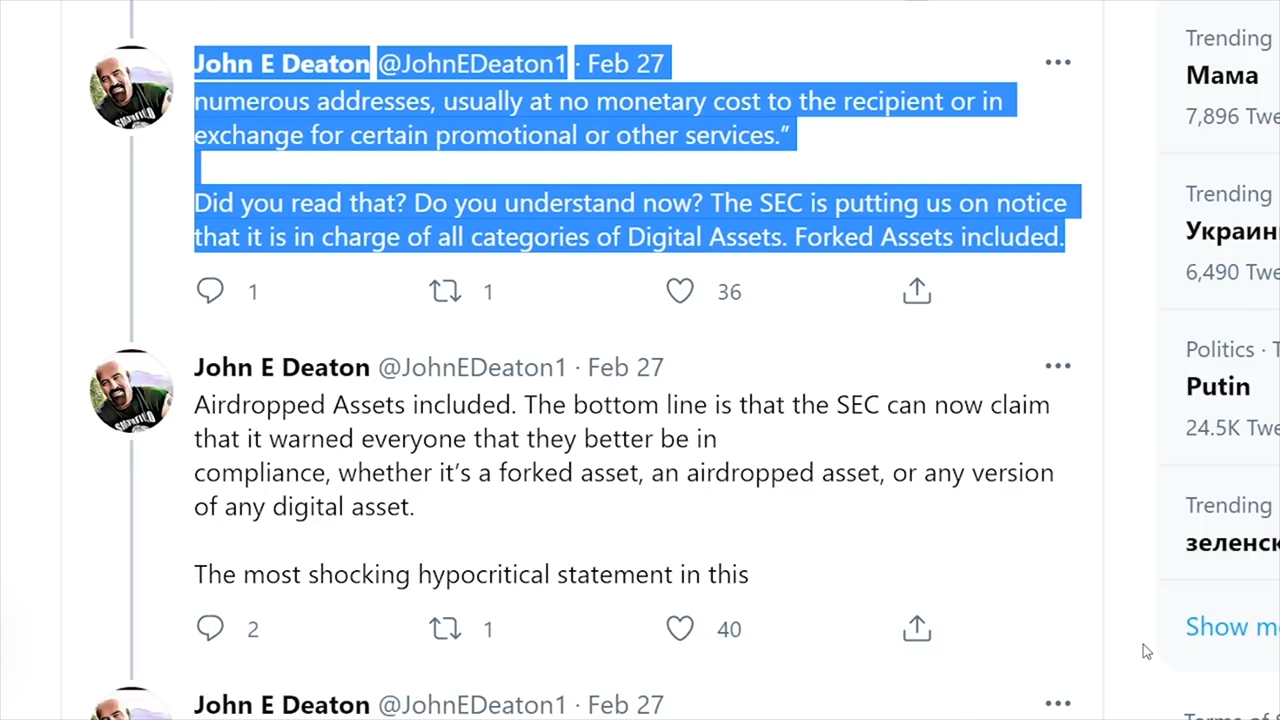 John E Deaton @JohnEDeaton1 · Feb 27
numerous addresses, usually at no monetary cost to the recipient or in
exchange for certain promotional or other services.”
Did you read that? Do you understand now? The SEC is putting us on notice
that it is in charge of all categories of Digital Assets. Forked Assets included.
1 1 36
John E Deaton @JohnEDeaton1 · Feb 27
Airdropped Assets included. The bottom line is that the SEC can now claim
that it warned everyone that they better be in
compliance, whether it’s a forked asset, an airdropped asset, or any version
of any digital asset.
The most shocking hypocritical statement in this
2 1 40
John E Deaton @JohnEDeaton1 · Feb 27
Trending
Мама
7,896 Twe
Trending
Украин
6,490 Twe
Politics · T
Putin
24.5K Twe
Trending
зеленск
Show m